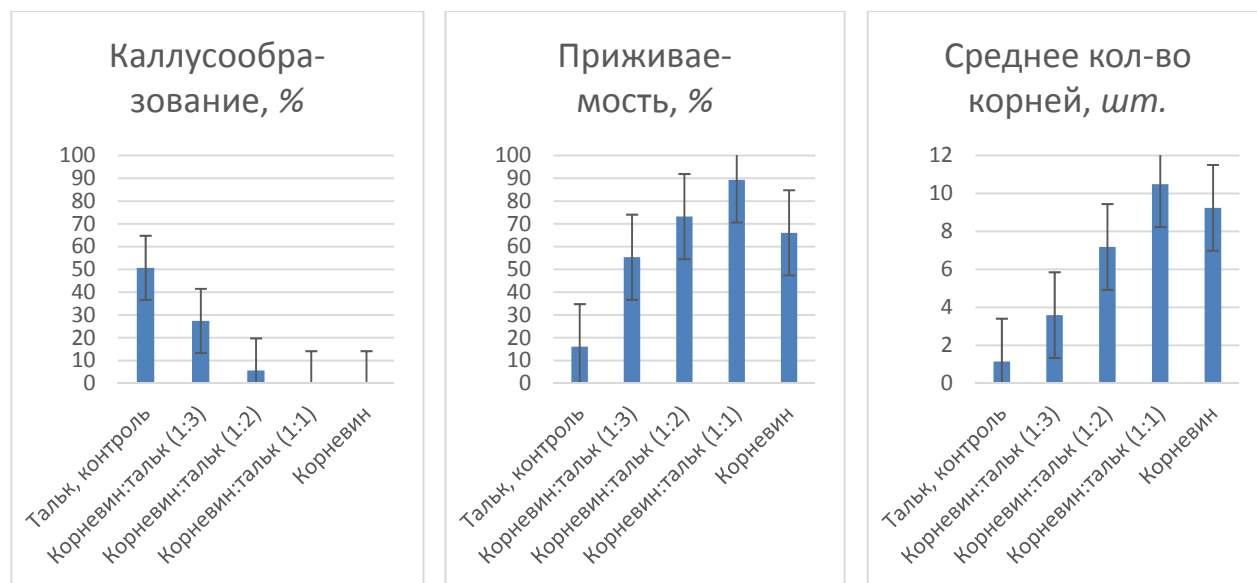 Каллусообра-
зование, %
100
90
80
70
60
50
40
30
20
10
0
Тальк, контроль
Корневин:тальк (1:3)
Корневин:тальк (1:2)
Корневин:тальк (1:1)
Корневин
Приживае-
мость, %
100
90
80
70
60
50
40
30
20
10
0
Тальк, контроль
Корневин:тальк (1:3)
Корневин:тальк (1:2)
Корневин:тальк (1:1)
Корневин
Среднее кол-во
корней, шт.
12
10
8
6
4
2
0
Тальк, контроль
Корневин:тальк (1:3)
Корневин:тальк (1:2)
Корневин:тальк (1:1)
Корневин